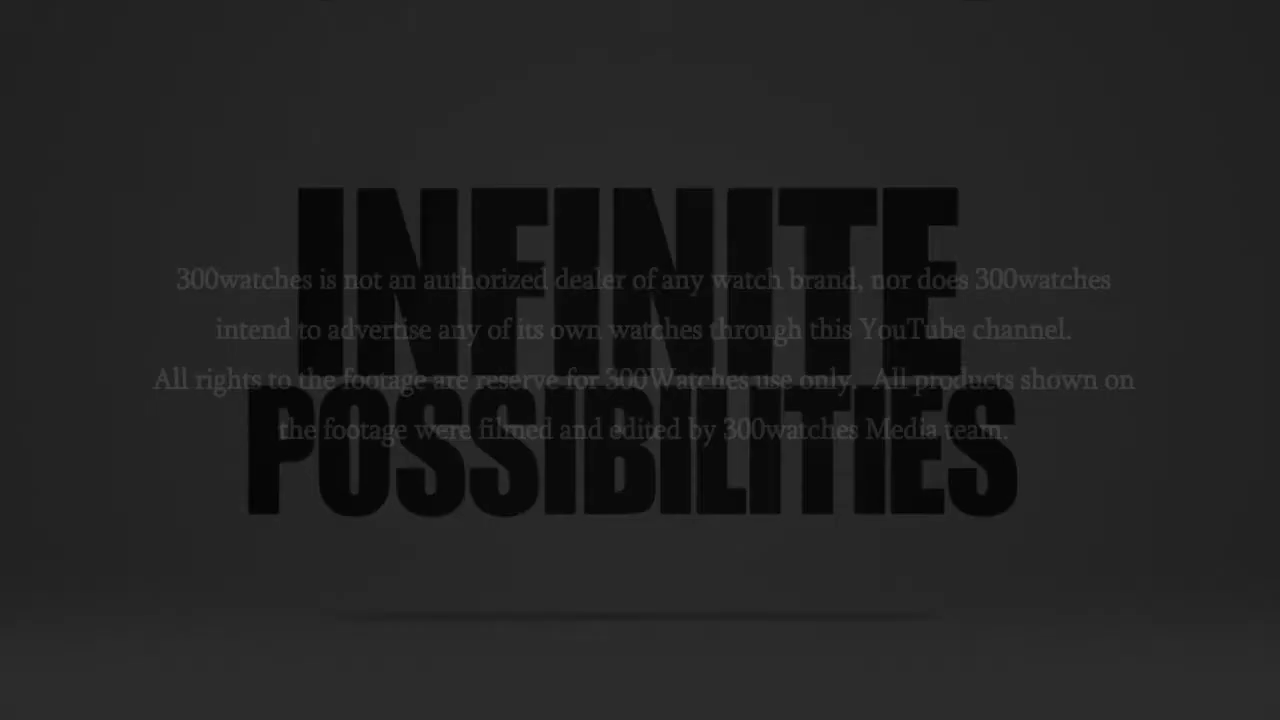 INFINITE
POSSIBILITIES
300watches is not an authorized dealer of any watch brand, nor does 300watches
intend to advertise any of its own watches through this YouTube channel.
All rights to the footage are reserve for 300Watches use only.  All products shown on
the footage were filmed and edited by 300watches Media team.